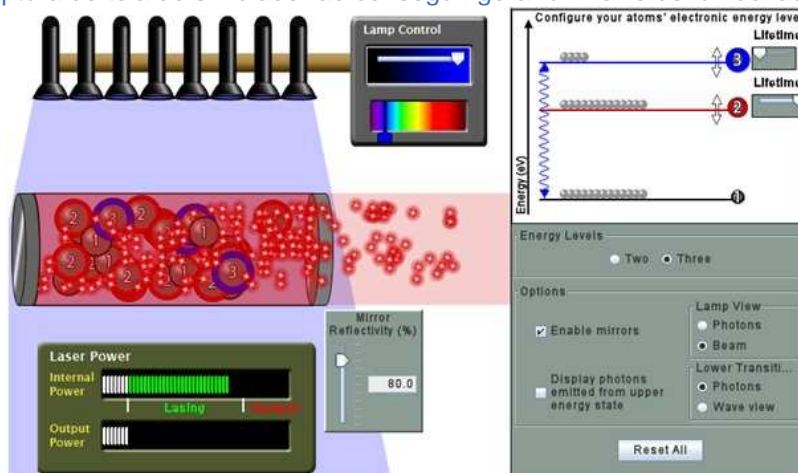 Lamp Control
Configure your atoms' electronic energy leve
Lifetime
3
Lifetime
2
1
Energy (eV)
2
2
3
2
1
1
2
1
2
3
2
Energy Levels
Two
Three
Options
Enable mirrors
Display photons
emitted from upper
energy state
Lamp View
Photons
Beam
Lower Transiti...
Photons
Wave view
Reset All
Mirror
Reflectivity (%)
80.0
Laser Power
Internal
Power
Lasing
Output
Power